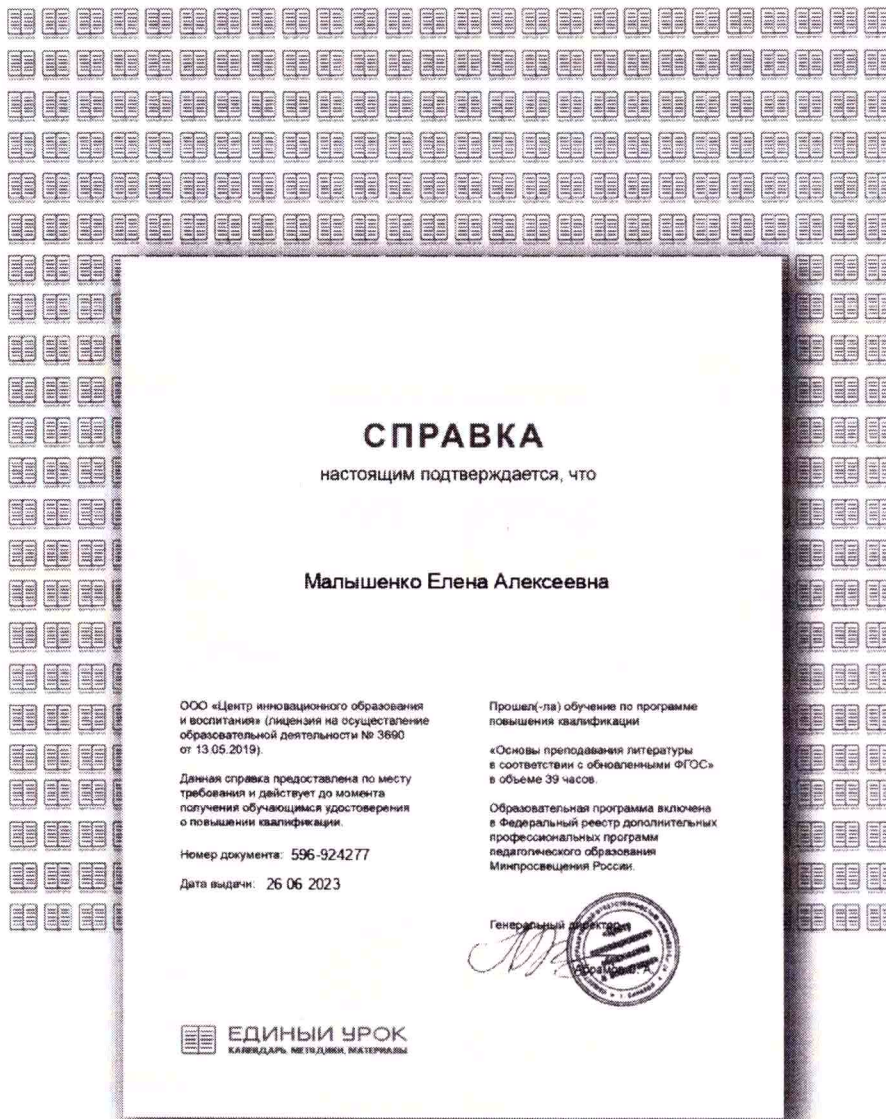 СПРАВКА
настоящим подтверждается, что
Малышенко Елена Алексеевна
ООО «Центр инновационного образования
и воспитания» (лицензия на осуществление
образовательной деятельности № 3690
от 13.05.2019).
Данная справка предоставлена по месту
требования и действует до момента
получения обучающимся удостоверения
о повышении квалификации.
Номер документа: 596-924277
Дата выдачи: 26 06 2023
Прошел(-ла) обучение по программе
повышения квалификации
«Основы преподавания литературы
в соответствии с обновленными ФГОС»
в объеме 39 часов.
Образовательная программа включена
в Федеральный реестр дополнительных
профессиональных программ
педагогического образования
Минпросвещения России.
Генеральный директор
Абрамов С. А.
ЕДИНЫЙ УРОК
КАЛЕНДАРЬ, МЕТОДИКИ, МАТЕРИАЛЫ